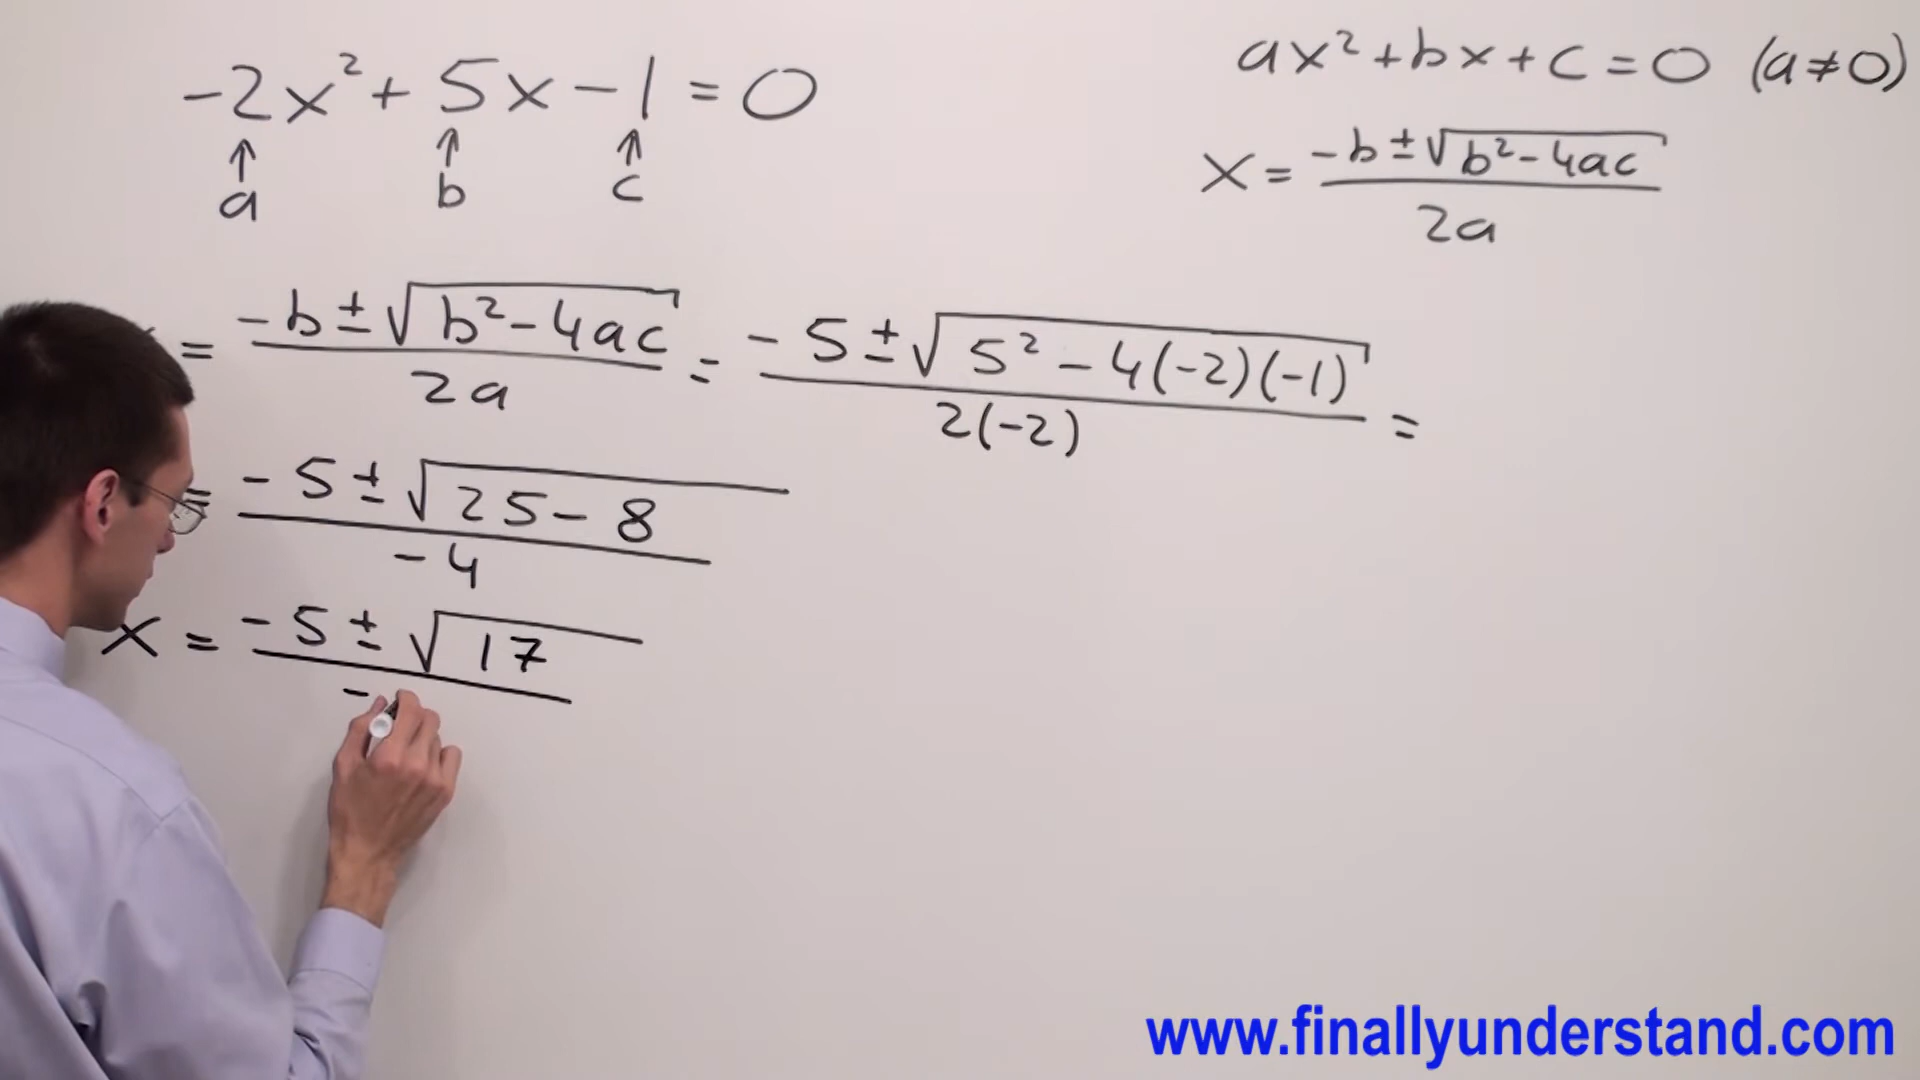 -2x² + 5x - 1 = 0
↑ ↑ ↑
a b c
ax² + bx + c = 0 (a≠0)
x = (-b ± √(b² - 4ac)) / 2a
= (-b ± √(b² - 4ac)) / 2a = (-5 ± √(5² - 4(-2)(-1))) / 2(-2) =
= (-5 ± √(25 - 8)) / -4
x = (-5 ± √17) / -
www.finallyunderstand.com